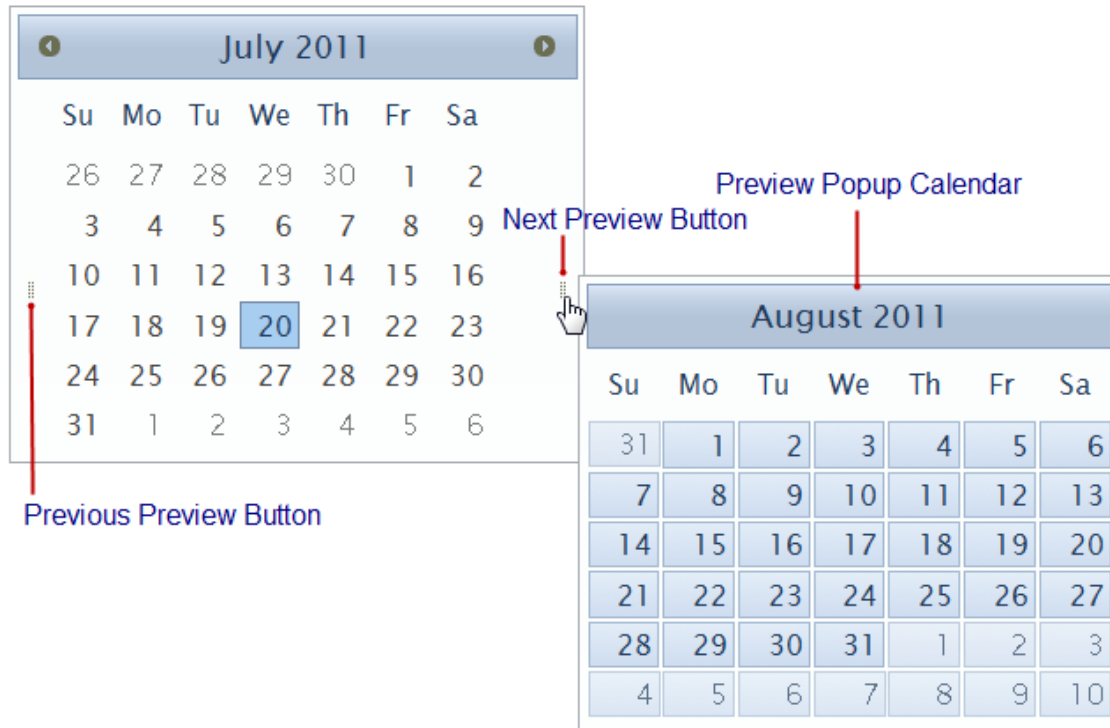 July 2011
Su Mo Tu We Th Fr Sa
26 27 28 29 30 1 2
3 4 5 6 7 8 9
10 11 12 13 14 15 16
17 18 19 20 21 22 23
24 25 26 27 28 29 30
31 1 2 3 4 5 6
Previous Preview Button
Next Preview Button
Preview Popup Calendar
August 2011
Su Mo Tu We Th Fr Sa
31 1 2 3 4 5 6
7 8 9 10 11 12 13
14 15 16 17 18 19 20
21 22 23 24 25 26 27
28 29 30 31 1 2 3
4 5 6 7 8 9 10